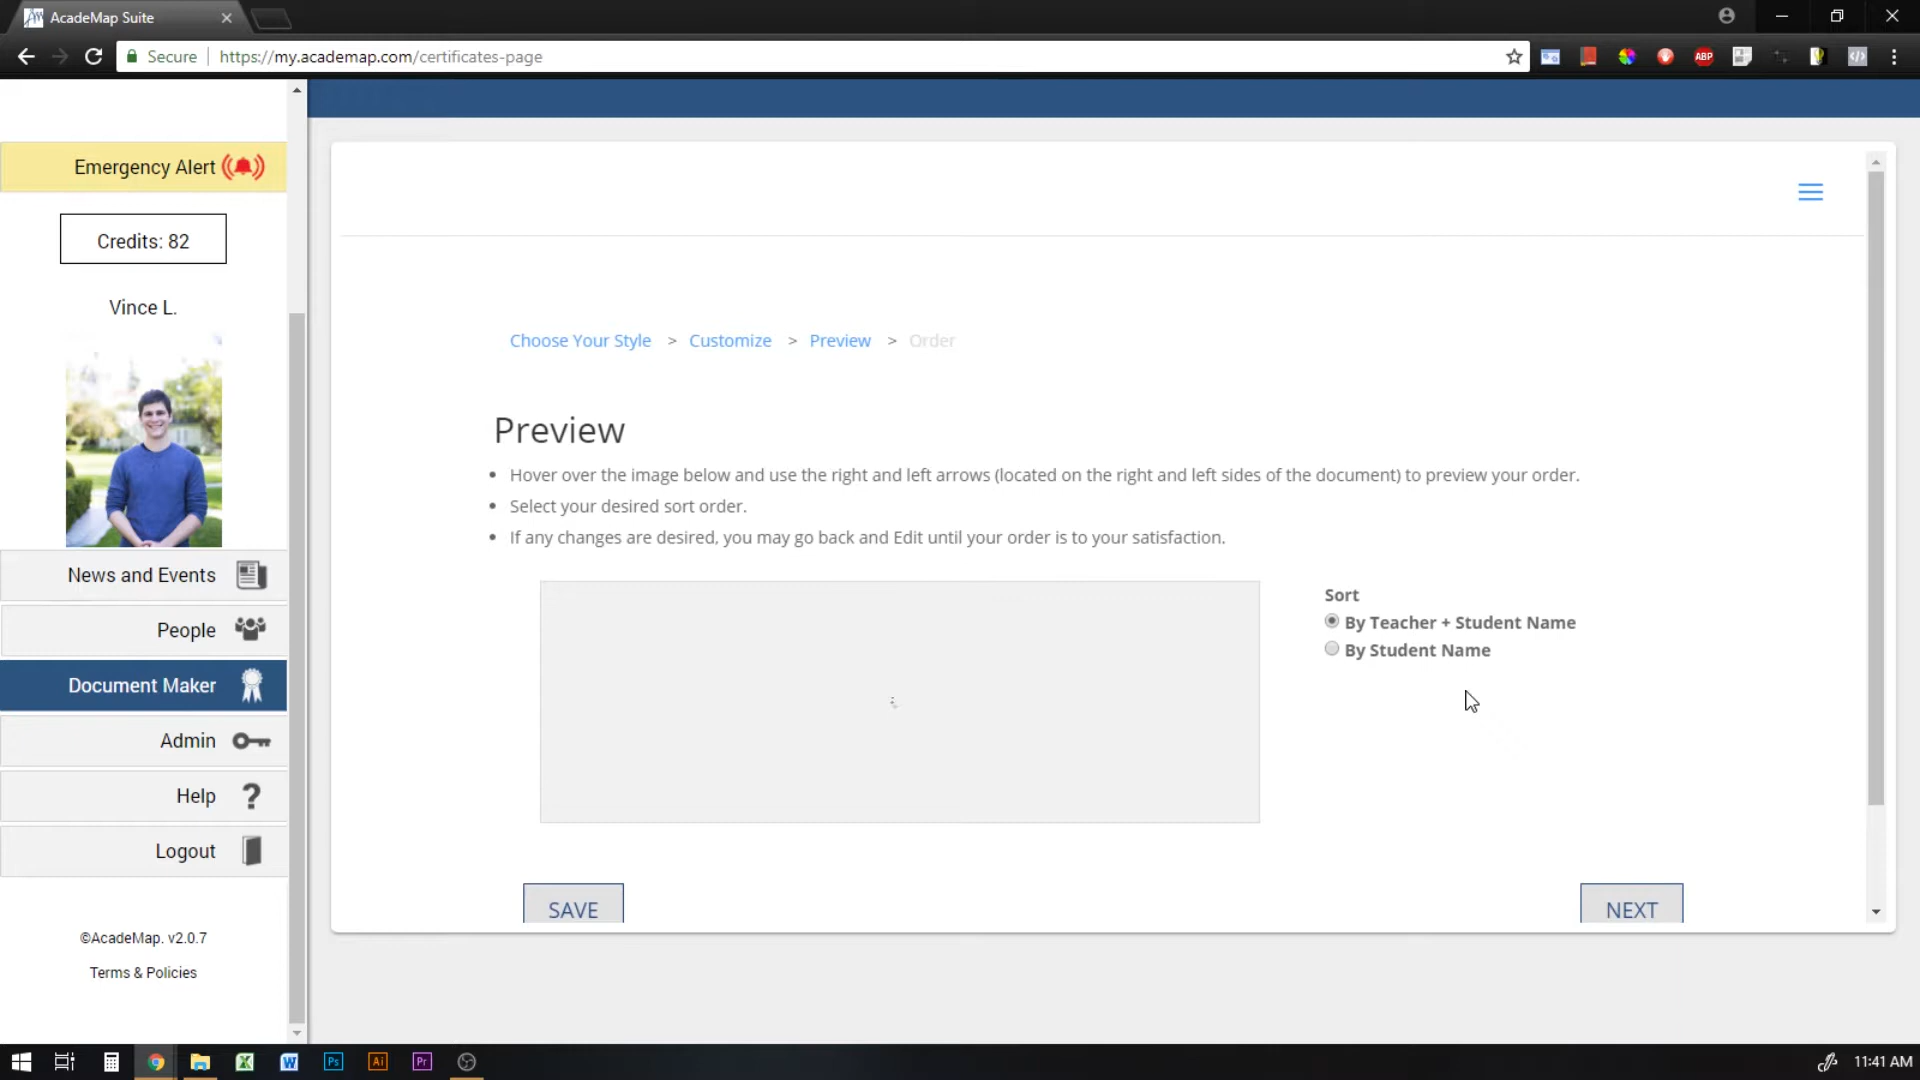 AcadeMap Suite
Secure
https://my.academap.com/certificates-page
ABP
Emergency Alert
Credits: 82
Vince L.
News and Events
People
Document Maker
Admin
Help
Logout
©AcadeMap. v2.0.7
Terms & Policies
Choose Your Style > Customize > Preview > Order
Preview
• Hover over the image below and use the right and left arrows (located on the right and left sides of the document) to preview your order.
• Select your desired sort order.
• If any changes are desired, you may go back and Edit until your order is to your satisfaction.
Sort
By Teacher + Student Name
By Student Name
SAVE
NEXT
Ps
Ai
Pr
11:41 AM